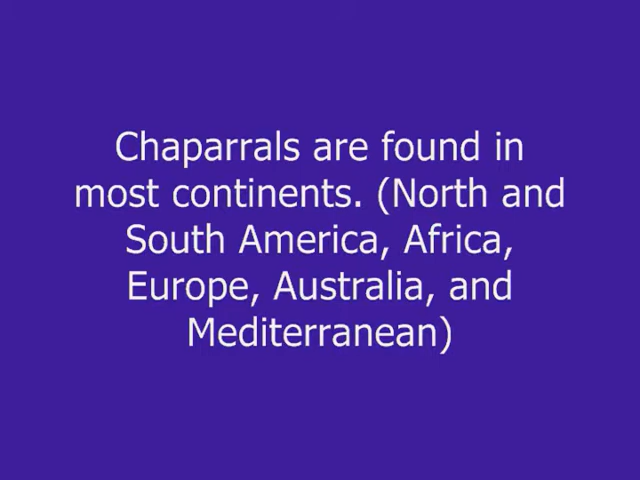 Chaparrals are found in
most continents. (North and
South America, Africa,
Europe, Australia, and
Mediterranean)